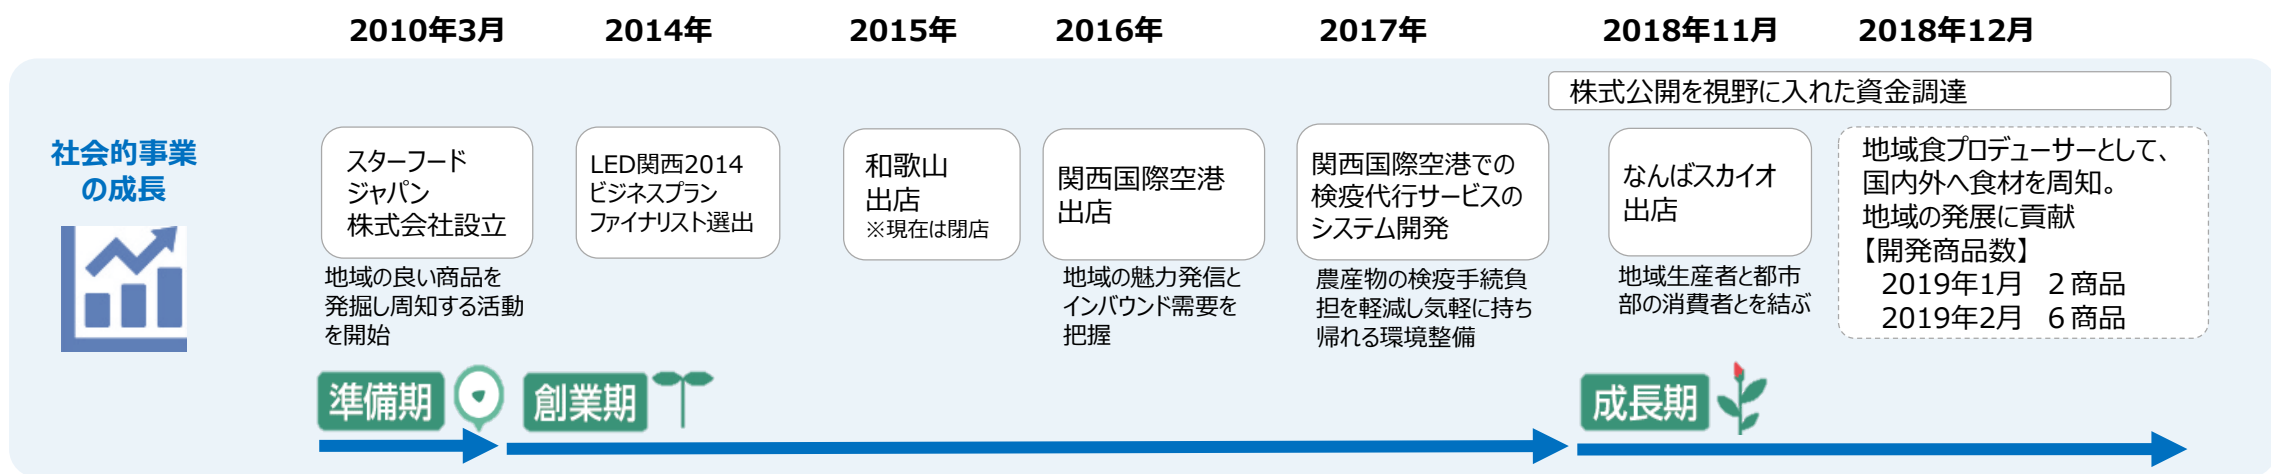 2010年3月
2014年
2015年
2016年
2017年
2018年11月
2018年12月
株式公開を視野に入れた資金調達
社会的事業
の成長
スターフード
ジャパン
株式会社設立
LED関西2014
ビジネスプラン
ファイナリスト選出
和歌山
出店
※現在は閉店
関西国際空港
出店
関西国際空港での
検疫代行サービスの
システム開発
なんばスカイオ
出店
地域食プロデューサーとして、
国内外へ食材を周知。
地域の発展に貢献
【開発商品数】
2019年1月 2商品
2019年2月 6商品
地域の良い商品を
発掘し周知する活動
を開始
地域の魅力発信と
インバウンド需要を
把握
農産物の検疫手続負
担を軽減し気軽に持ち
帰れる環境整備
地域生産者と都市
部の消費者とを結ぶ
準備期
創業期
成長期